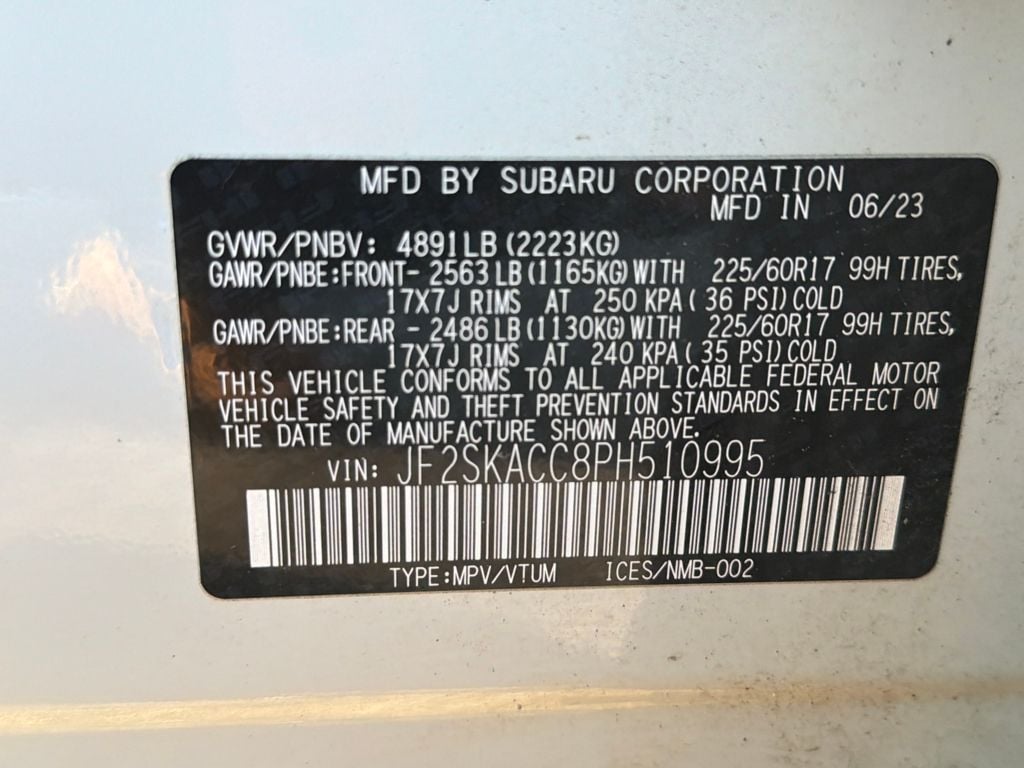 MFD BY SUBARU CORPORATION
MFD IN 06/23
GVWR/PNBV: 4891LB(2223KG)
GAWR/PNBE:FRONT- 2563LB(1165KG)WITH 225/60R17 99H TIRES,
17X7J RIMS AT 250 KPA(36 PSI)COLD
GAWR/PNBE:REAR - 2486LB(1130KG)WITH 225/60R17 99H TIRES,
17X7J RIMS AT 240 KPA(35 PSI)COLD
THIS VEHICLE CONFORMS TO ALL APPLICABLE FEDERAL MOTOR
VEHICLE SAFETY AND THEFT PREVENTION STANDARDS IN EFFECT ON
THE DATE OF MANUFACTURE SHOWN ABOVE.
VIN: JF2SKACC8PH510995
TYPE:MPV/VTUM ICES/NMB-002